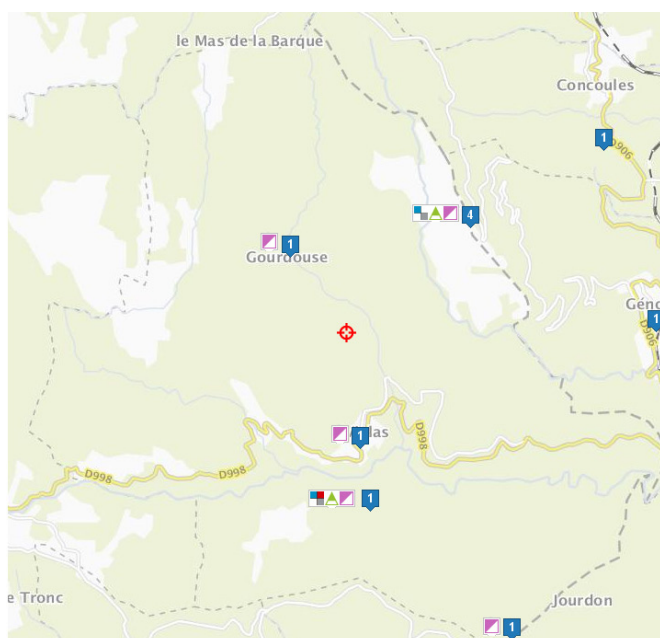 le Mas de la Barque
Concoules
1
D906
4
1
Gourdouse
Géno
1
D906
1
las
D998
D998
D998
1
e Tronc
Jourdon
1